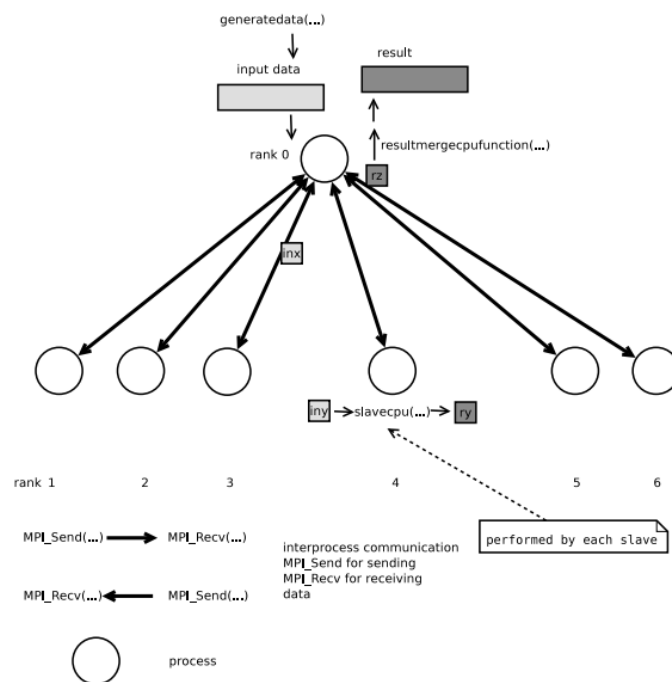 generatedata(...)
input data
result
rank 0
resultmergecpufunction(...)
rz
inx
iny
slavecpu(...)
ry
rank 1
2
3
4
5
6
performed by each slave
MPI_Send(...)
MPI_Recv(...)
interprocess communication
MPI_Send for sending
MPI_Recv for receiving
data
MPI_Recv(...)
MPI_Send(...)
process